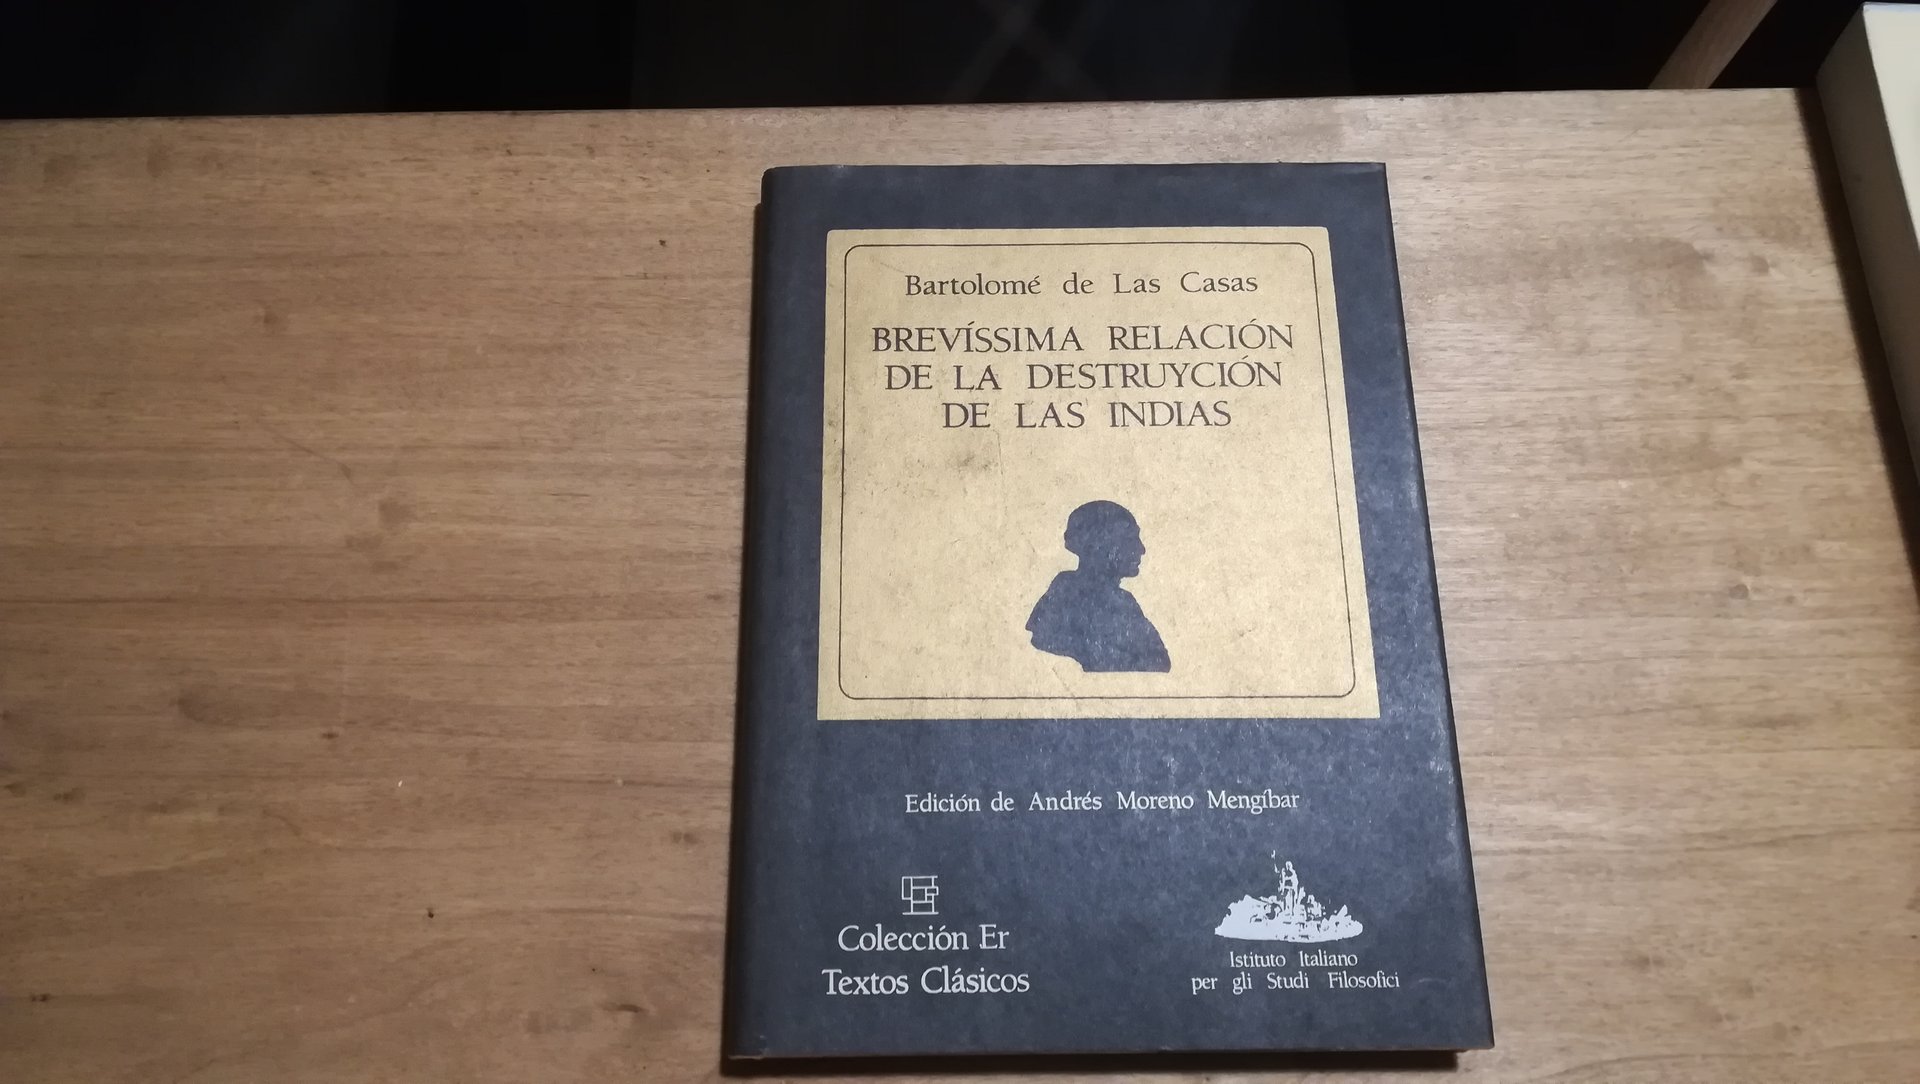 Bartolomé de Las Casas
BREVÍSSIMA RELACIÓN
DE LA DESTRUYCIÓN
DE LAS INDIAS
Edición de Andrés Moreno Mengíbar
Colección Er
Textos Clásicos
Istituto Italiano
per gli Studi Filosofici